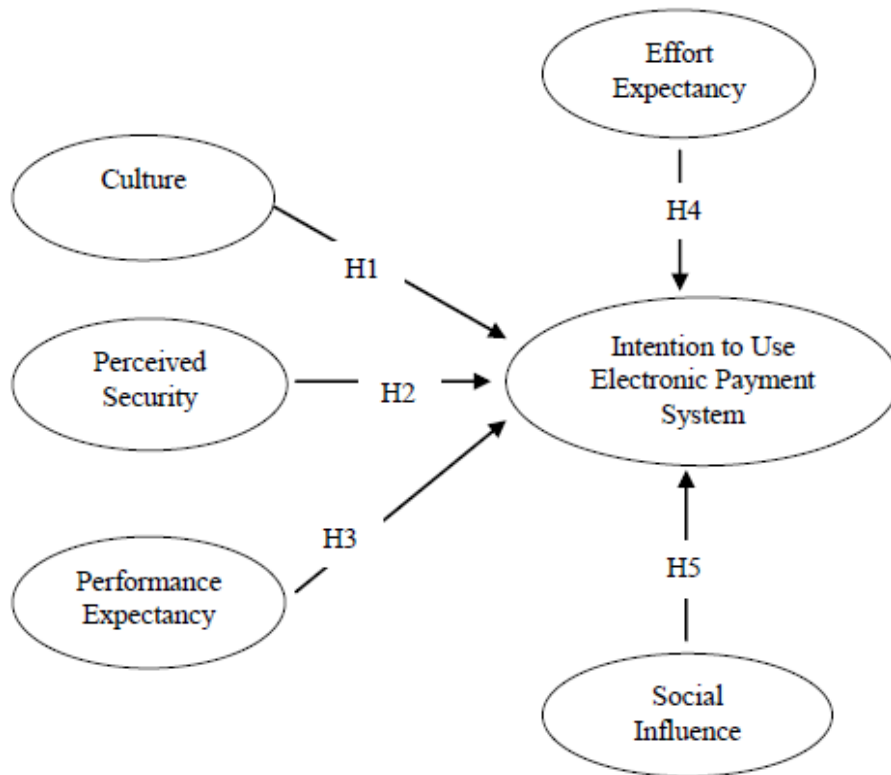 Effort
Expectancy
Culture
H4
H1
Perceived
Security
H2
Intention to Use
Electronic Payment
System
H3
Performance
Expectancy
H5
Social
Influence